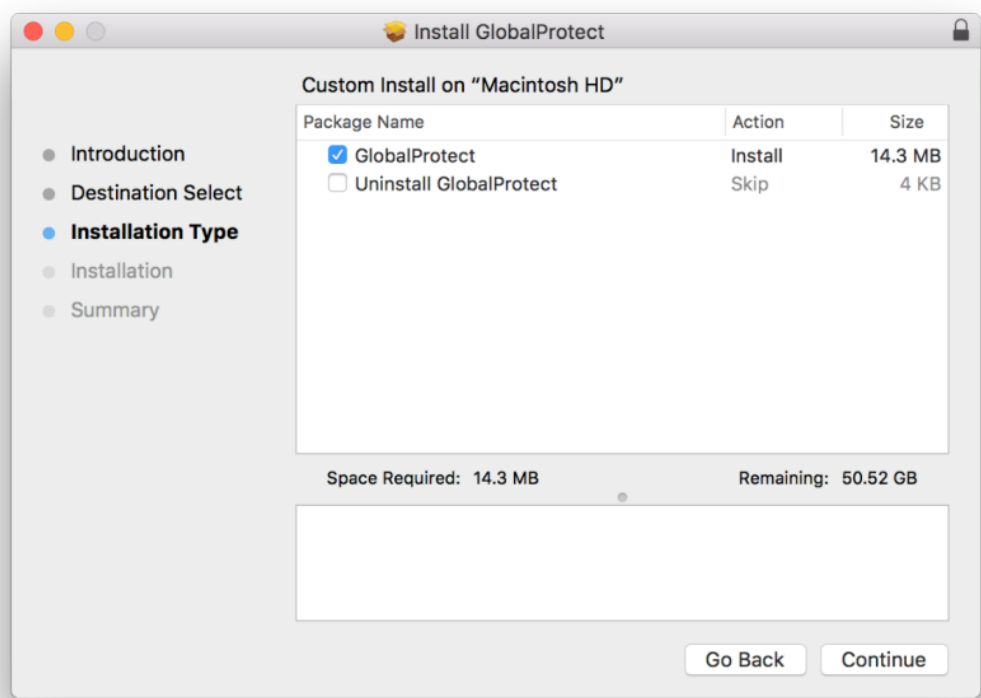 Install GlobalProtect
Custom Install on “Macintosh HD”
Package Name Action Size
GlobalProtect Install 14.3 MB
Uninstall GlobalProtect Skip 4 KB
Introduction
Destination Select
Installation Type
Installation
Summary
Space Required: 14.3 MB Remaining: 50.52 GB
Go Back Continue